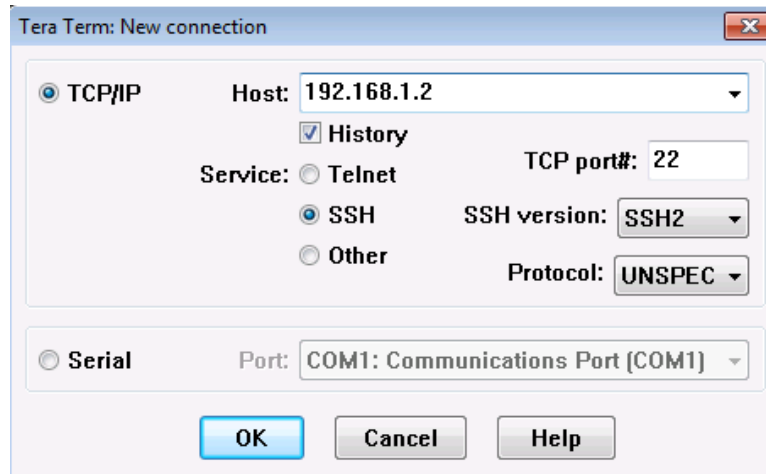 Tera Term: New connection
TCP/IP Host: 192.168.1.2
History
Service: Telnet TCP port#: 22
SSH SSH version: SSH2
Other Protocol: UNSPEC
Serial Port: COM1: Communications Port (COM1)
OK Cancel Help